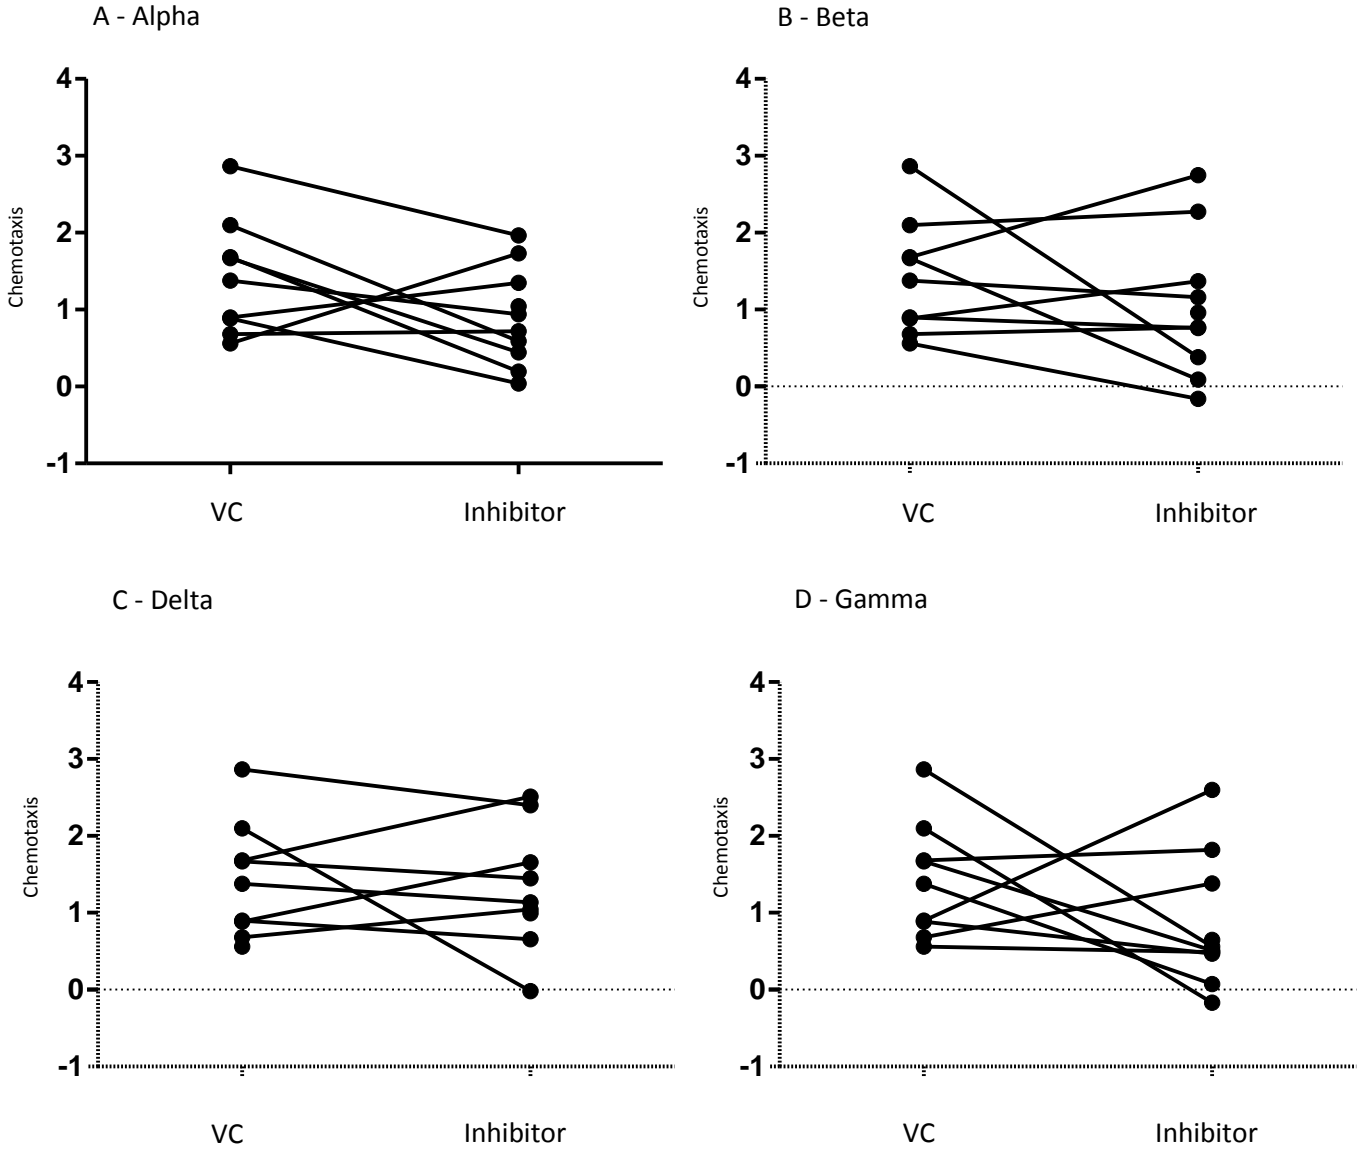 A - Alpha
4
3
2
1
0
-1
Chemotaxis
VC
Inhibitor
B - Beta
4
3
2
1
0
-1
Chemotaxis
VC
Inhibitor
C - Delta
4
3
2
1
0
-1
Chemotaxis
VC
Inhibitor
D - Gamma
4
3
2
1
0
-1
Chemotaxis
VC
Inhibitor